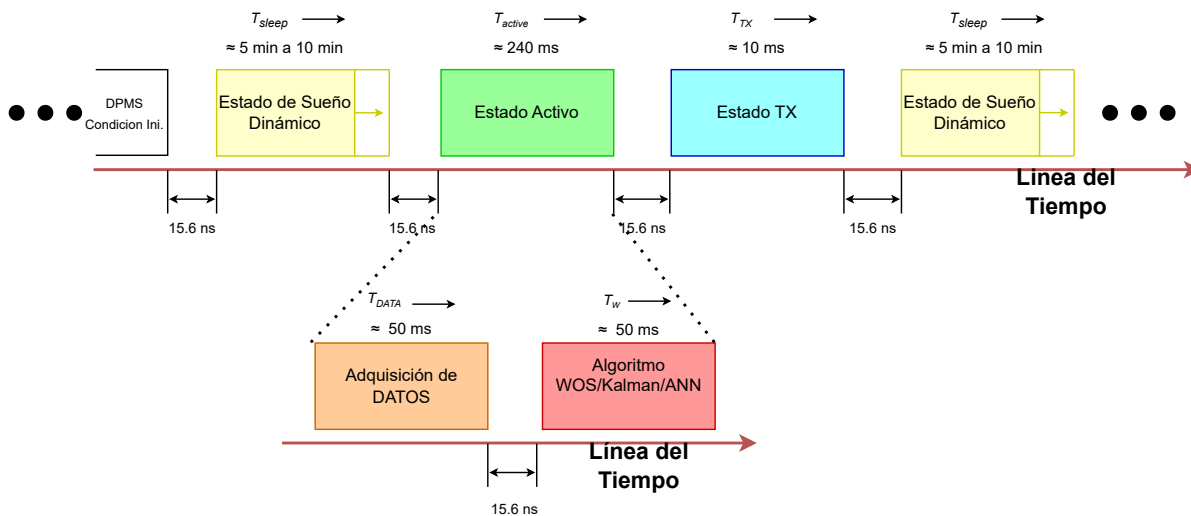 T_sleep
≈ 5 min a 10 min
T_active
≈ 240 ms
T_TX
≈ 10 ms
T_sleep
≈ 5 min a 10 min
DPMS
Condicion Ini.
Estado de Sueño
Dinámico
Estado Activo
Estado TX
Estado de Sueño
Dinámico
Línea del
Tiempo
15.6 ns
15.6 ns
15.6 ns
15.6 ns
T_DATA
≈ 50 ms
T_w
≈ 50 ms
Adquisición de
DATOS
Algoritmo
WOS/Kalman/ANN
Línea del
Tiempo
15.6 ns